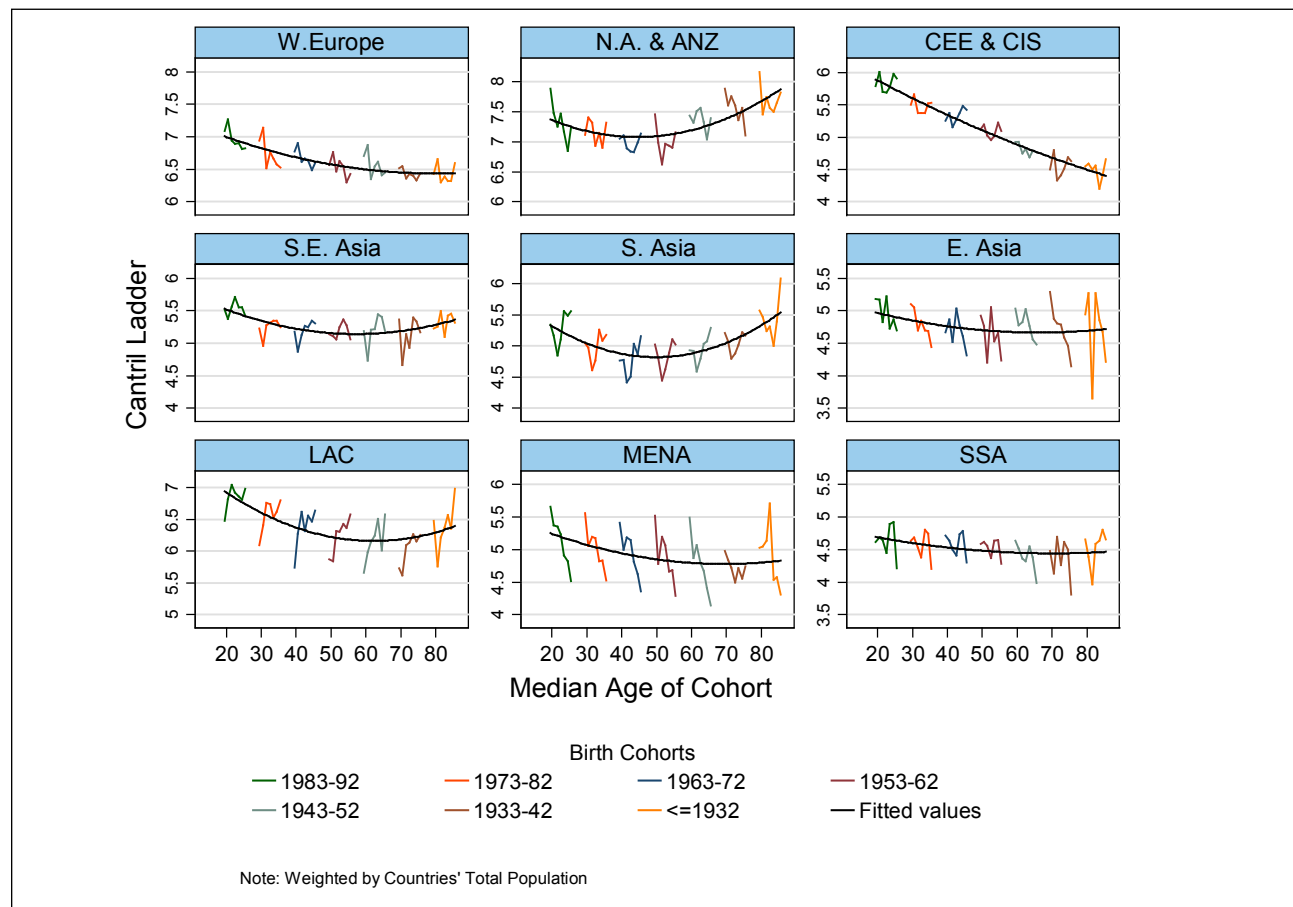 W.Europe
N.A. & ANZ
CEE & CIS
8
7.5
7
6.5
6
8
7.5
7
6.5
6
6
5.5
5
4.5
4
S.E. Asia
S. Asia
E. Asia
6
5.5
5
4.5
4
6
5.5
5
4.5
4
5.5
5
4.5
4
3.5
Cantril Ladder
LAC
MENA
SSA
7
6.5
6
5.5
5
6
5.5
5
4.5
4
5.5
5
4.5
4
3.5
20 30 40 50 60 70 80
20 30 40 50 60 70 80
20 30 40 50 60 70 80
Median Age of Cohort
Birth Cohorts
1983-92 1973-82 1963-72 1953-62
1943-52 1933-42 <=1932 Fitted values
Note: Weighted by Countries' Total Population